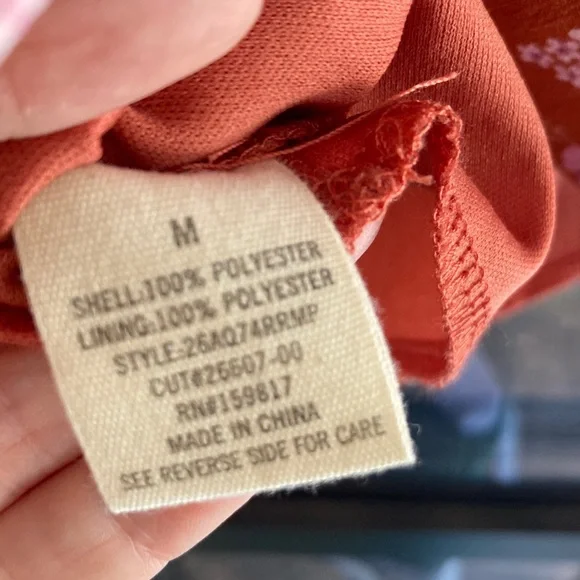 M
SHELL:100% POLYESTER
LINING:100% POLYESTER
STYLE:26AQ74RRMP
CUT#26607-00
RN#159817
MADE IN CHINA
SEE REVERSE SIDE FOR CARE